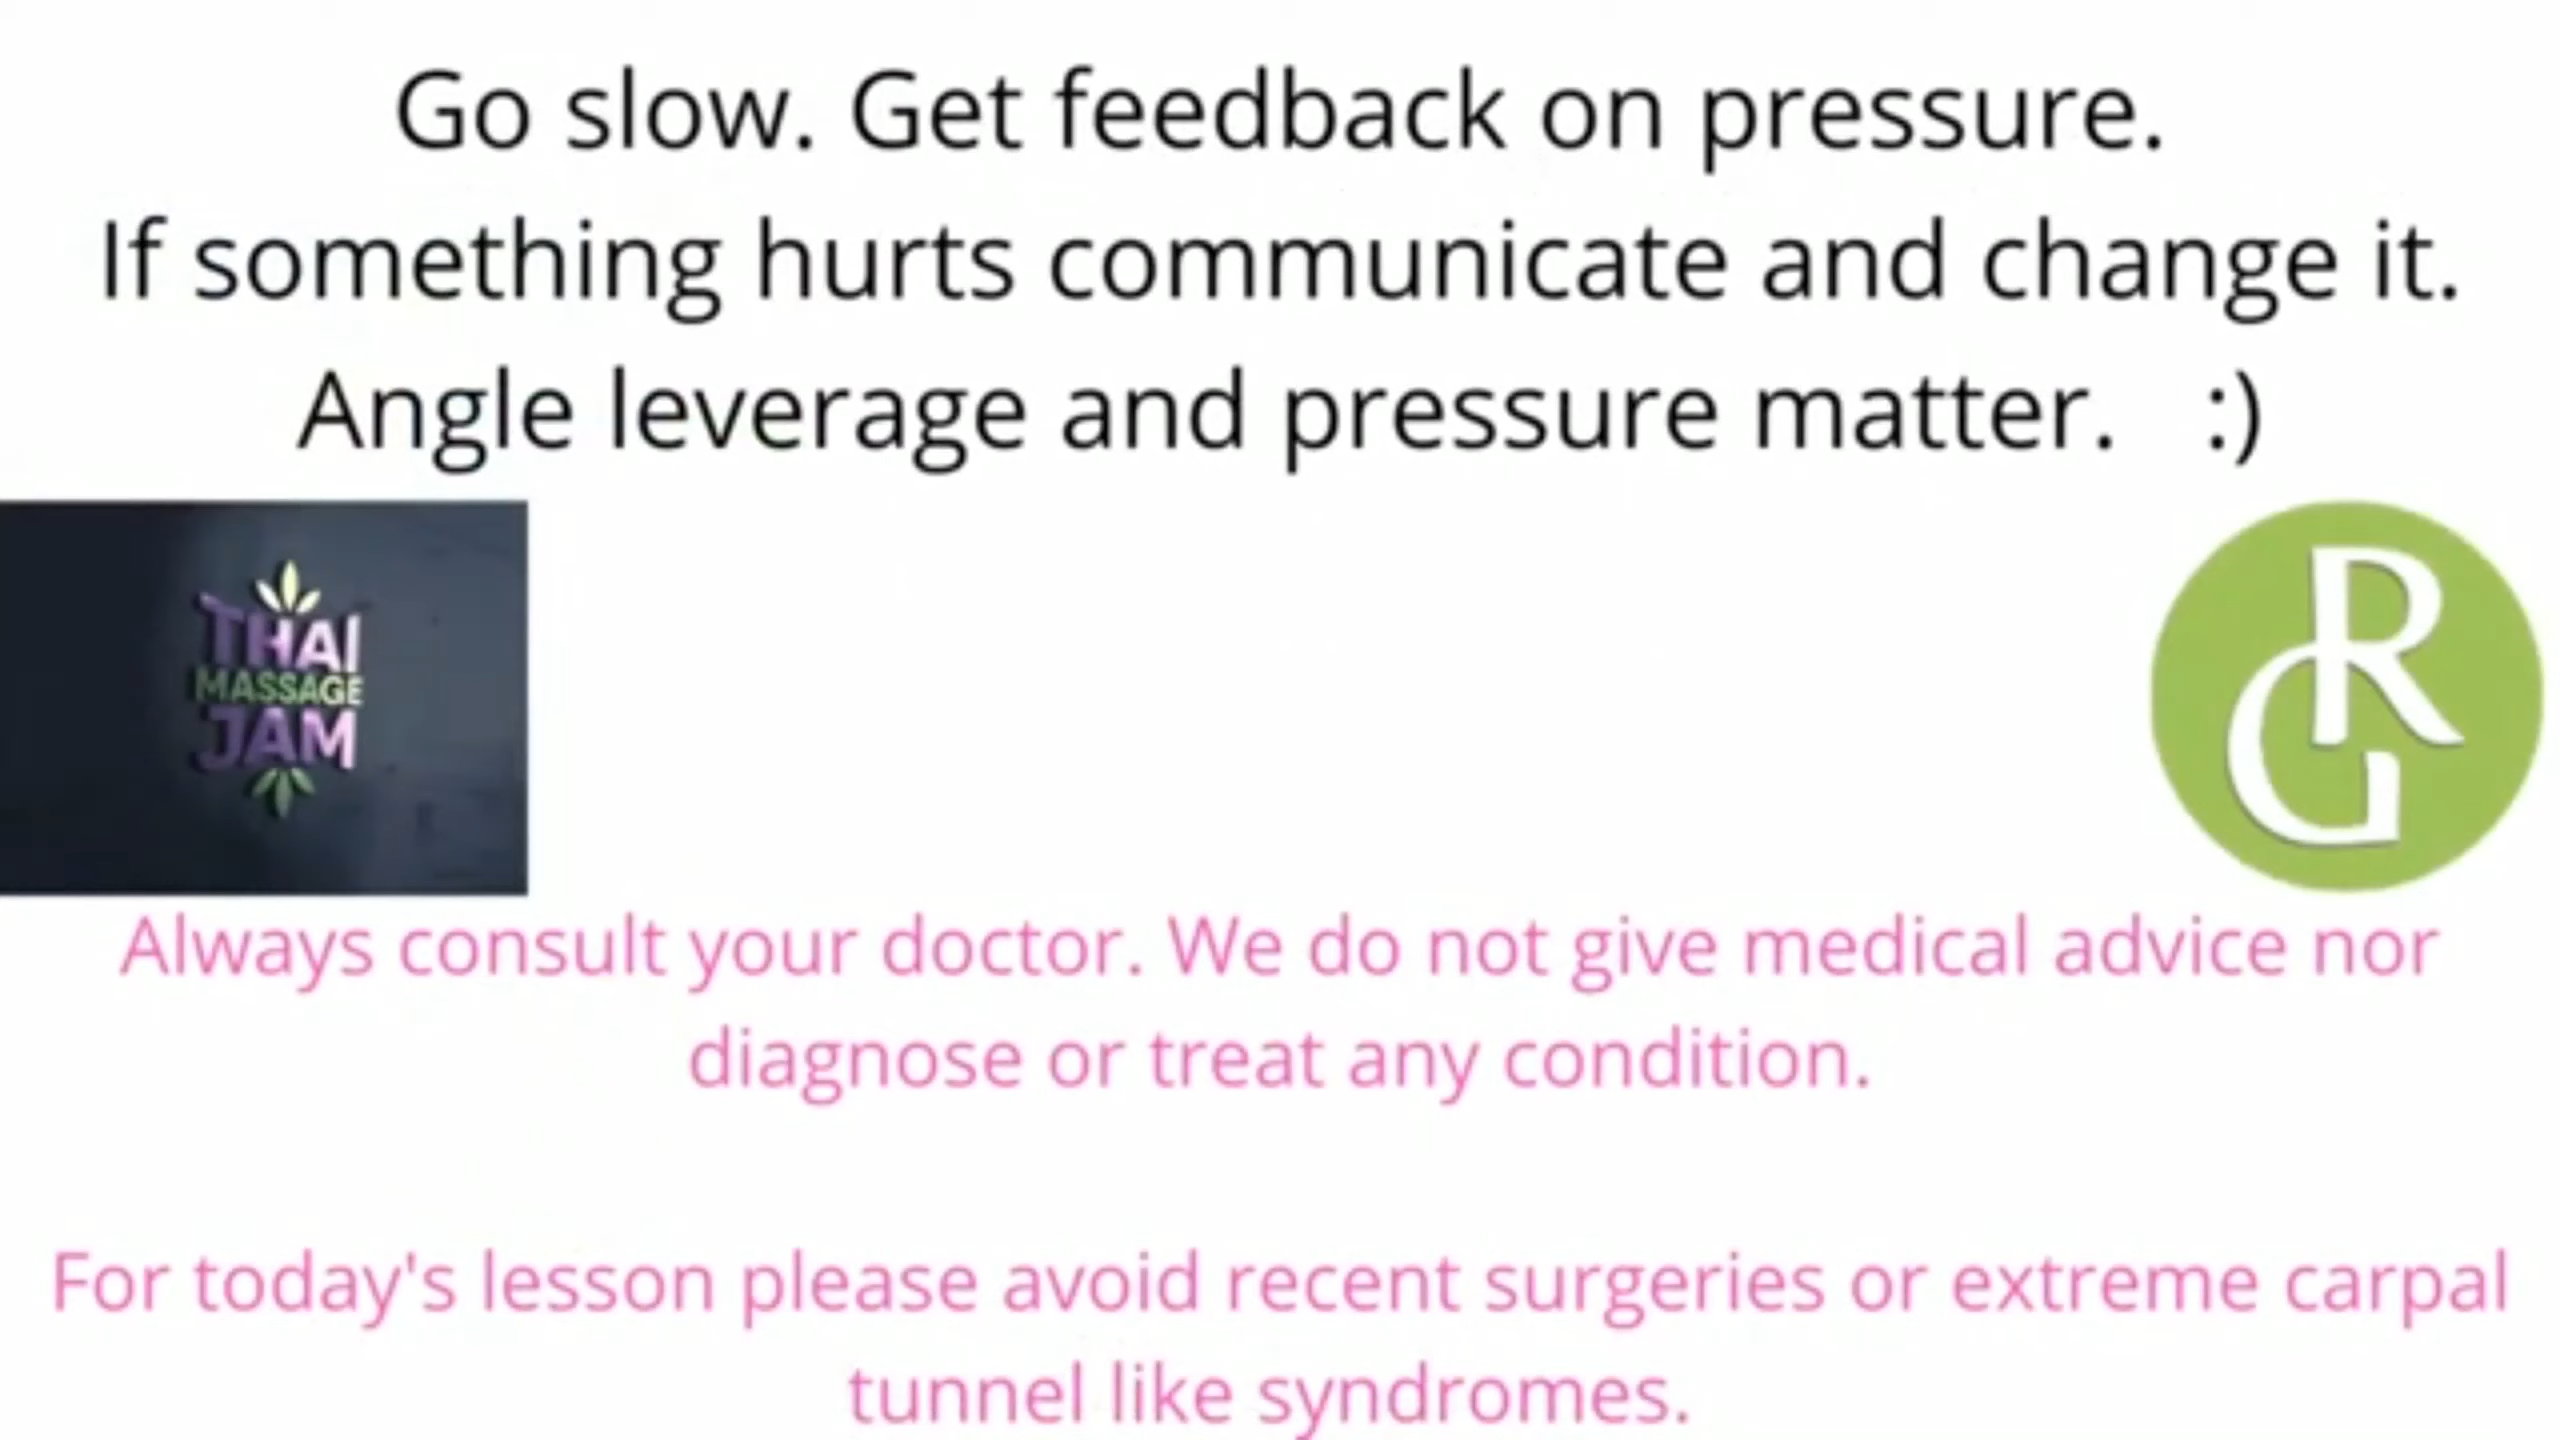 Go slow. Get feedback on pressure.
If something hurts communicate and change it.
Angle leverage and pressure matter.   :)
THAI
MASSAGE
JAM
RG
Always consult your doctor. We do not give medical advice nor
diagnose or treat any condition.
For today's lesson please avoid recent surgeries or extreme carpal
tunnel like syndromes.